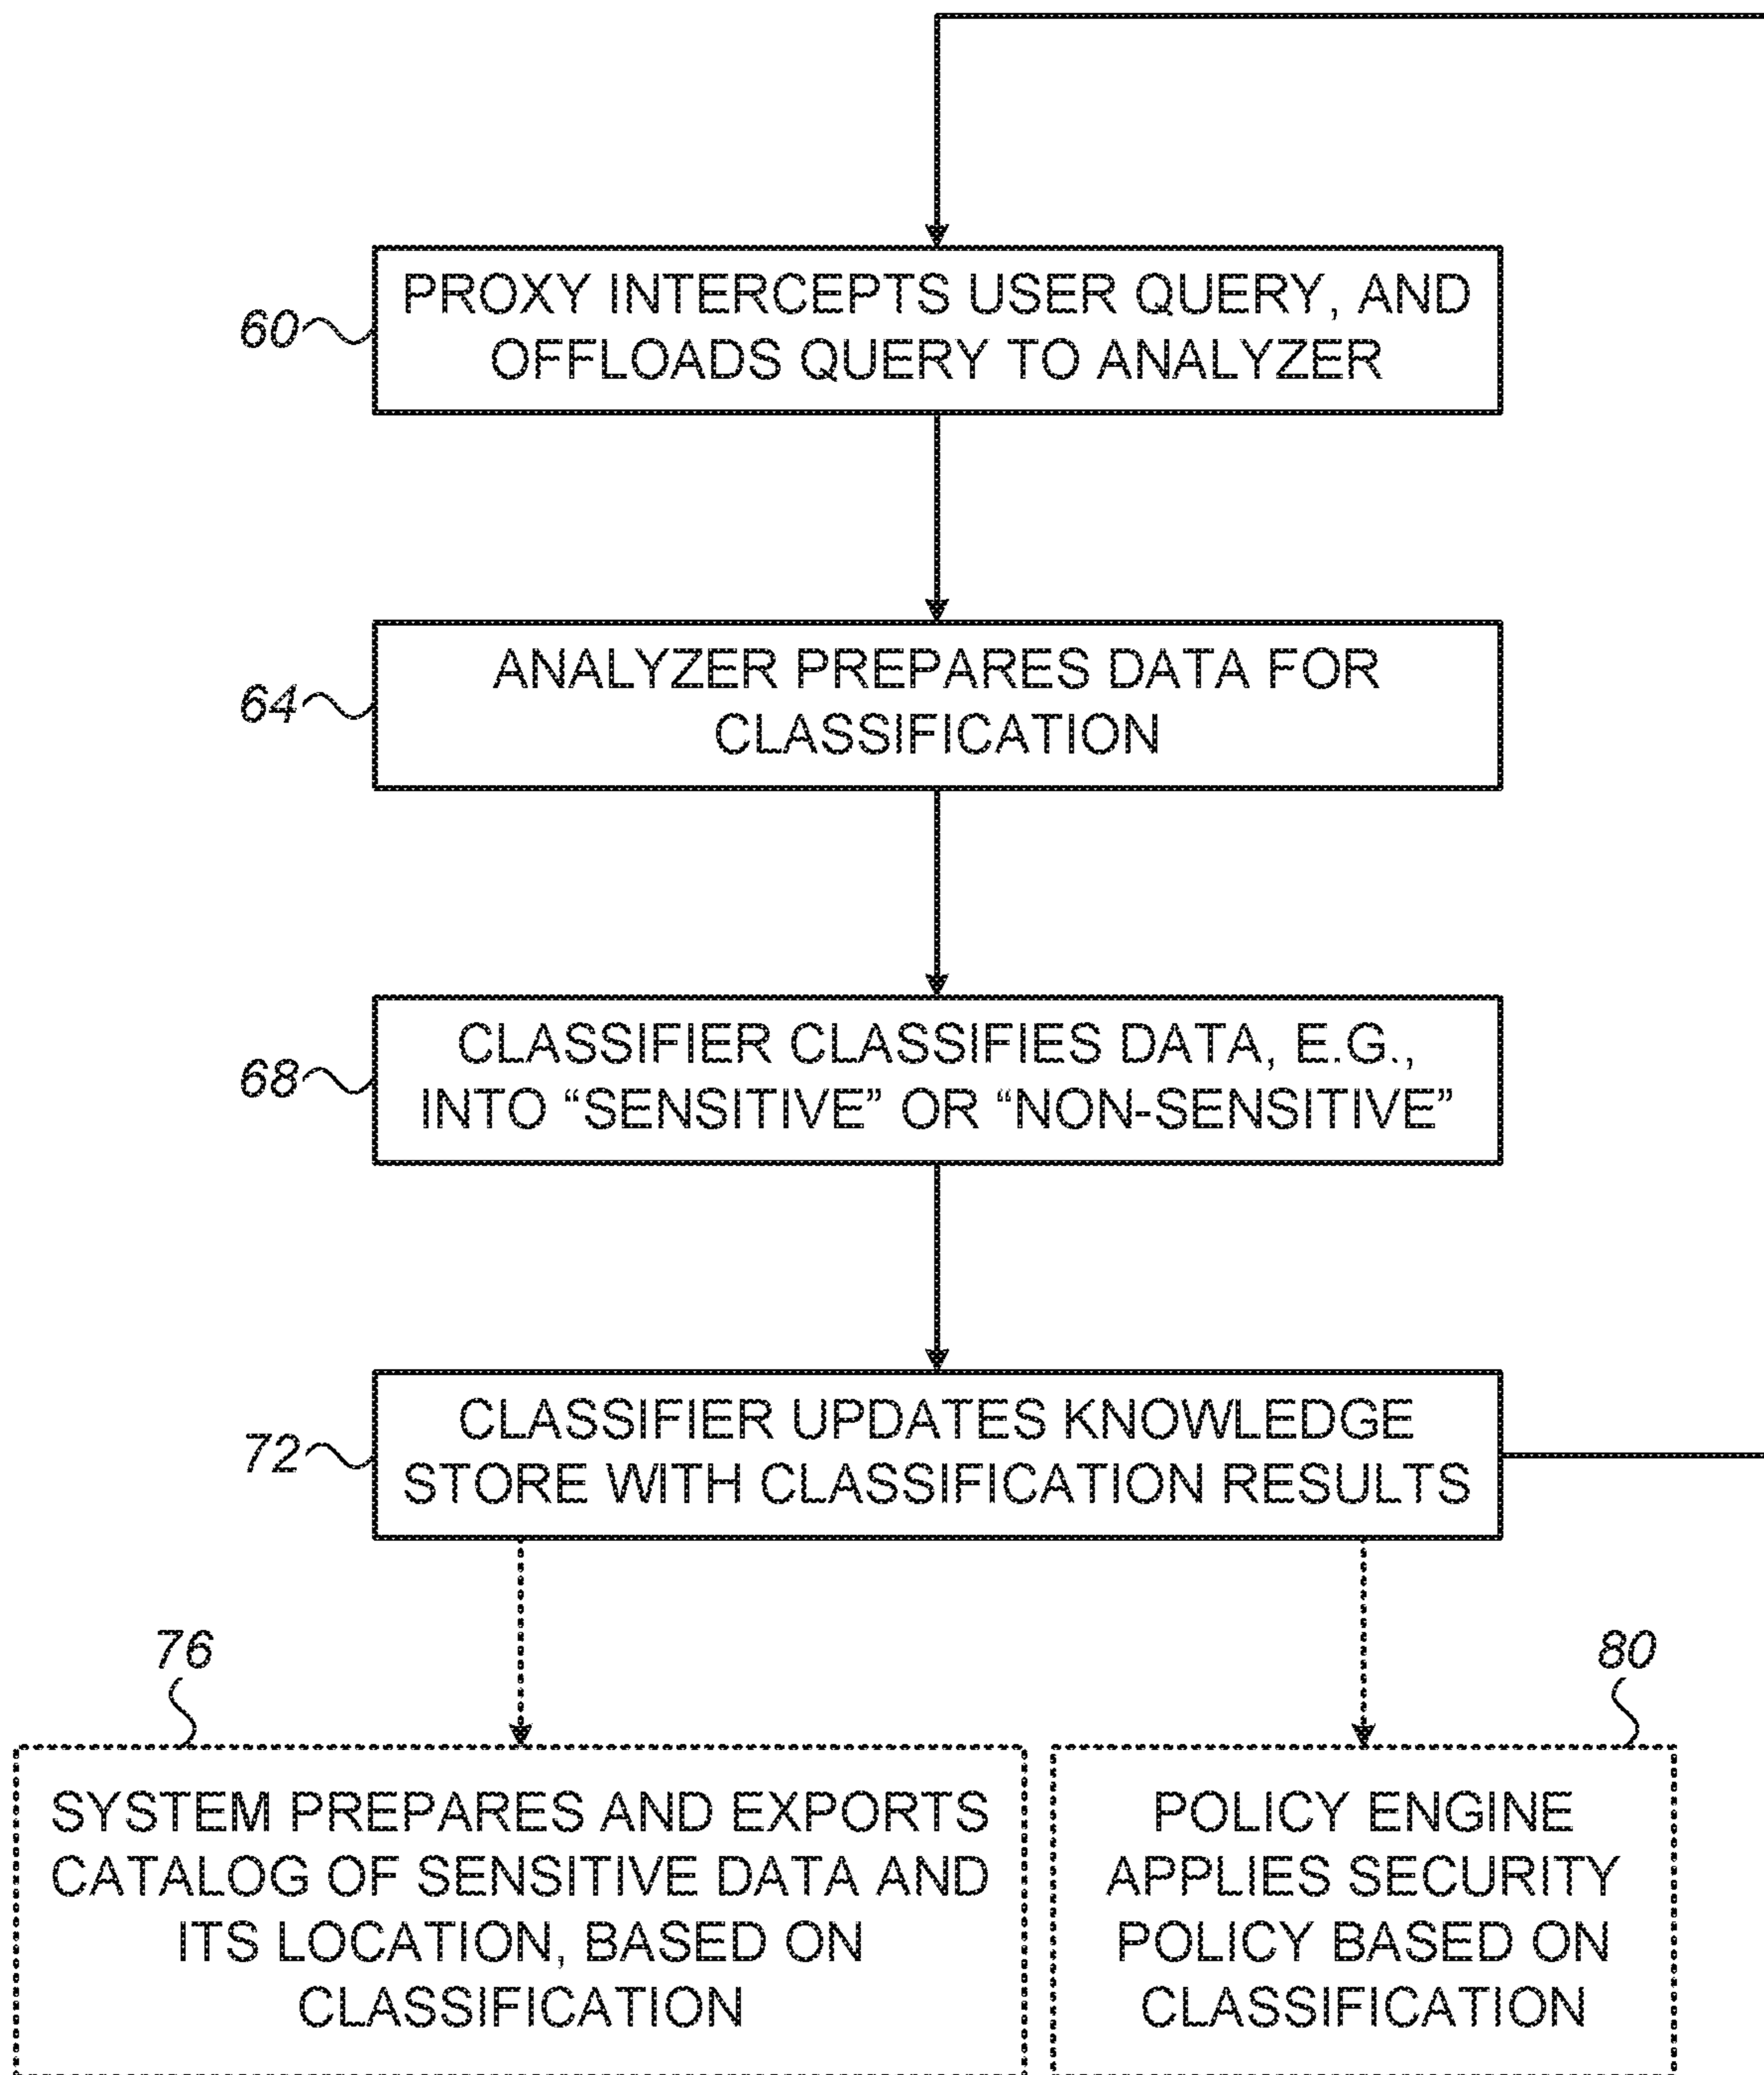 60
PROXY INTERCEPTS USER QUERY, AND
OFFLOADS QUERY TO ANALYZER
64
ANALYZER PREPARES DATA FOR
CLASSIFICATION
68
CLASSIFIER CLASSIFIES DATA, E.G.,
INTO “SENSITIVE” OR “NON-SENSITIVE”
72
CLASSIFIER UPDATES KNOWLEDGE
STORE WITH CLASSIFICATION RESULTS
76
SYSTEM PREPARES AND EXPORTS
CATALOG OF SENSITIVE DATA AND
ITS LOCATION, BASED ON
CLASSIFICATION
80
POLICY ENGINE
APPLIES SECURITY
POLICY BASED ON
CLASSIFICATION